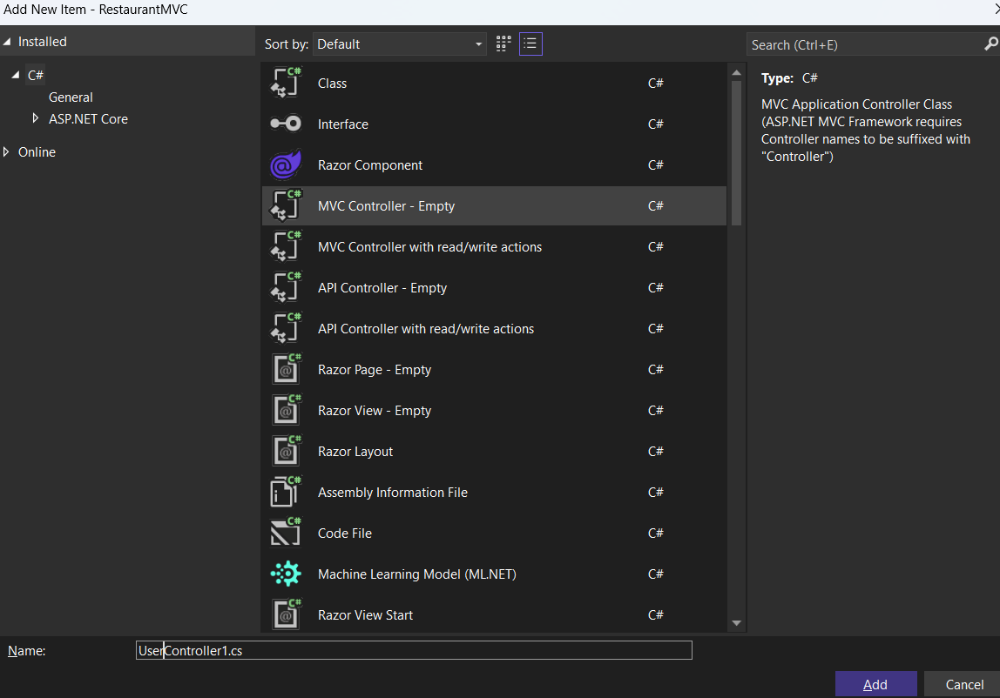 Add New Item - RestaurantMVC
Installed
C#
General
ASP.NET Core
Online
Sort by: Default
Class C#
Interface C#
Razor Component C#
MVC Controller - Empty C#
MVC Controller with read/write actions C#
API Controller - Empty C#
API Controller with read/write actions C#
Razor Page - Empty C#
Razor View - Empty C#
Razor Layout C#
Assembly Information File C#
Code File C#
Machine Learning Model (ML.NET) C#
Razor View Start C#
Search (Ctrl+E)
Type: C#
MVC Application Controller Class
(ASP.NET MVC Framework requires
Controller names to be suffixed with
"Controller")
Name: UserController1.cs
Add Cancel